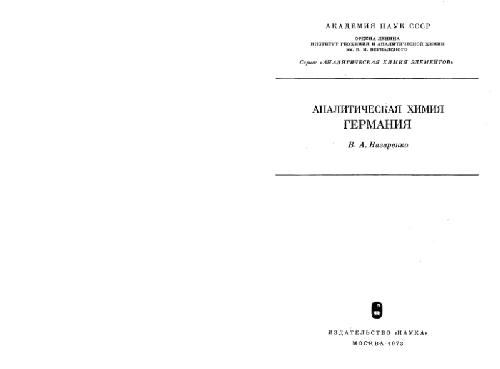 АКАДЕМИЯ НАУК СССР
ОРДЕНА ЛЕНИНА
ИНСТИТУТ ГЕОХИМИИ И АНАЛИТИЧЕСКОЙ ХИМИИ
им. В. И. ВЕРНАДСКОГО
Серия «АНАЛИТИЧЕСКАЯ ХИМИЯ ЭЛЕМЕНТОВ»
АНАЛИТИЧЕСКАЯ ХИМИЯ
ГЕРМАНИЯ
В. А. Назаренко
ИЗДАТЕЛЬСТВО «НАУКА»
МОСКВА · 1973